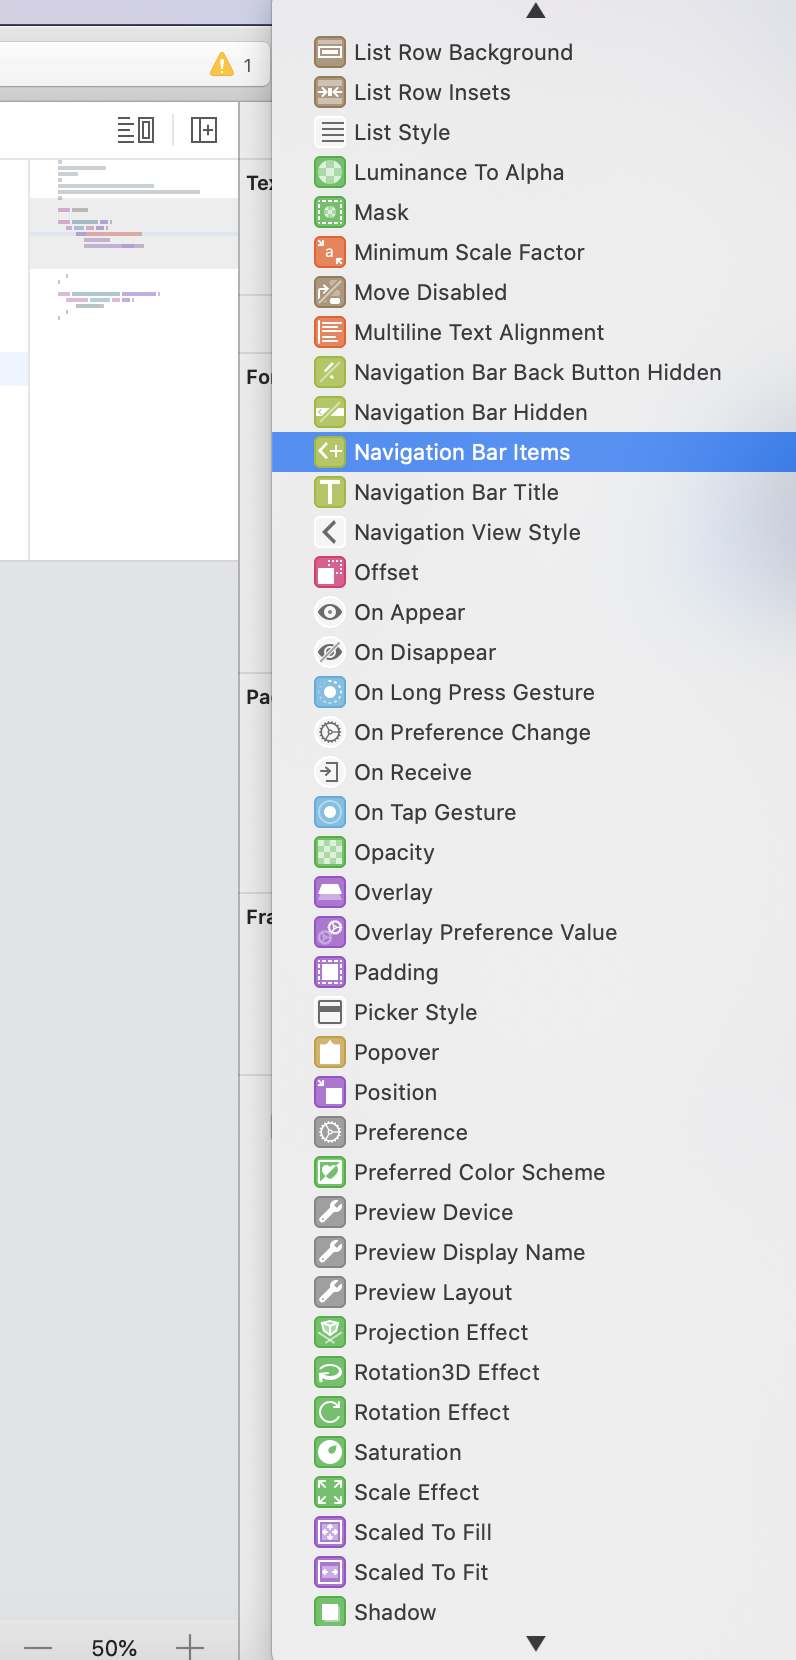 1
List Row Background
List Row Insets
List Style
Luminance To Alpha
Mask
Minimum Scale Factor
Move Disabled
Multiline Text Alignment
Navigation Bar Back Button Hidden
Navigation Bar Hidden
Navigation Bar Items
Navigation Bar Title
Navigation View Style
Offset
On Appear
On Disappear
On Long Press Gesture
On Preference Change
On Receive
On Tap Gesture
Opacity
Overlay
Overlay Preference Value
Padding
Picker Style
Popover
Position
Preference
Preferred Color Scheme
Preview Device
Preview Display Name
Preview Layout
Projection Effect
Rotation3D Effect
Rotation Effect
Saturation
Scale Effect
Scaled To Fill
Scaled To Fit
Shadow
50%